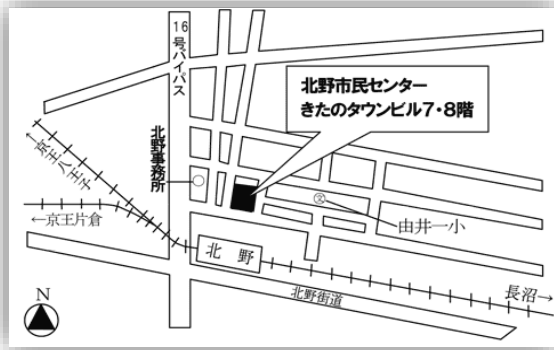 16号バイパス
北野市民センター
きたのタウンビル7・8階
北野事務所
↑京王八王子
←京王片倉
文
由井一小
北野
長沼→
北野街道
N